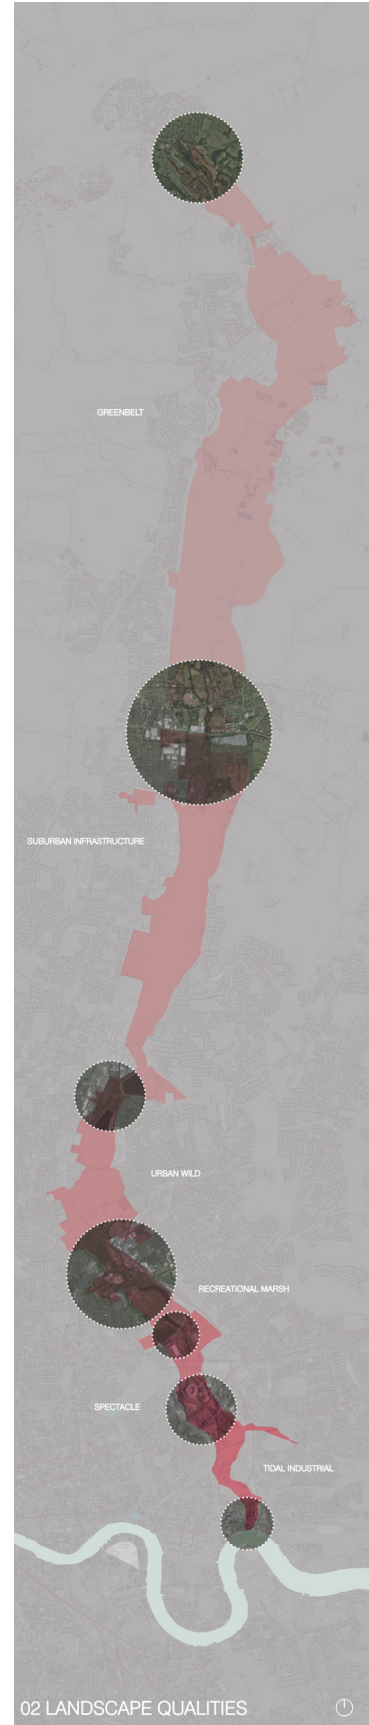 GREENBELT
SUBURBAN INFRASTRUCTURE
URBAN WILD
RECREATIONAL MARSH
SPECTACLE
TIDAL INDUSTRIAL
02 LANDSCAPE QUALITIES